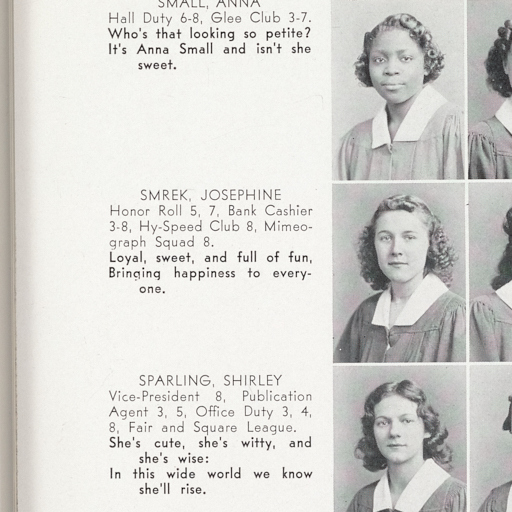 SMALL, ANNA
Hall Duty 6-8, Glee Club 3-7.
Who's that looking so petite?
It's Anna Small and isn't she
sweet.
SMREK, JOSEPHINE
Honor Roll 5, 7, Bank Cashier
3-8, Hy-Speed Club 8, Mimeo-
graph Squad 8.
Loyal, sweet, and full of fun,
Bringing happiness to every-
one.
SPARLING, SHIRLEY
Vice-President 8, Publication
Agent 3, 5, Office Duty 3, 4,
8, Fair and Square League.
She's cute, she's witty, and
she's wise:
In this wide world we know
she'll rise.